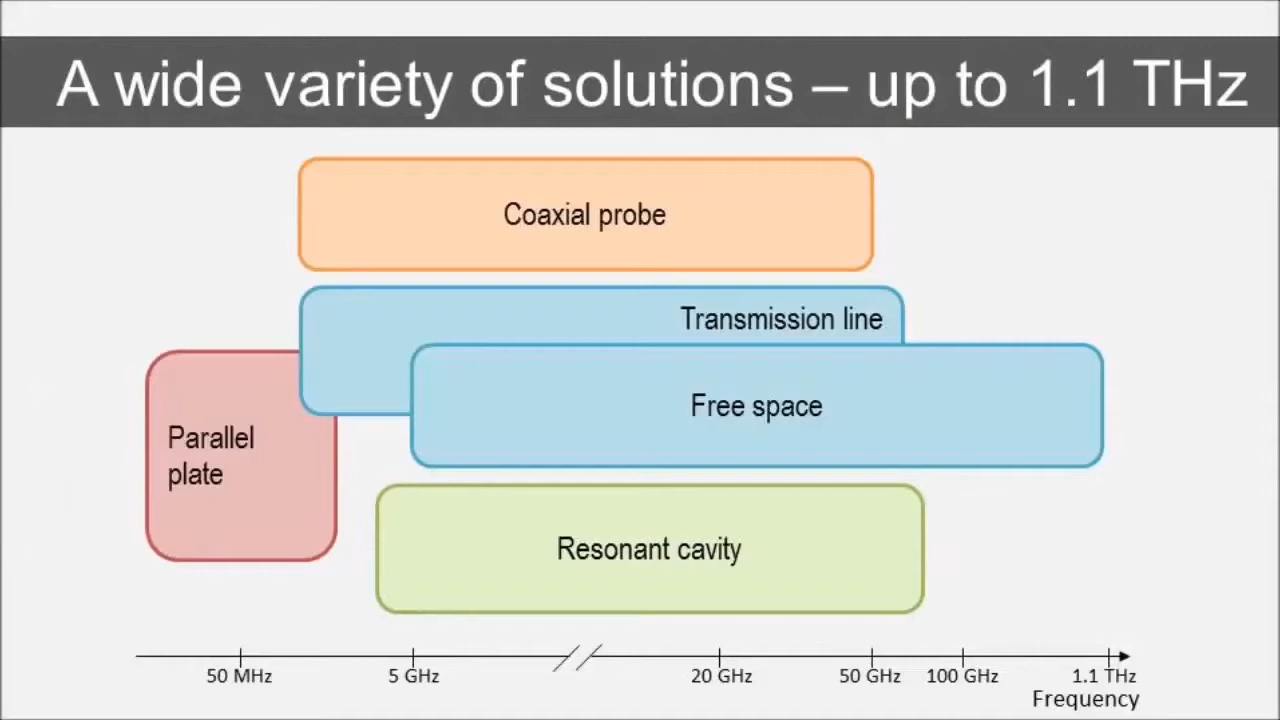 A wide variety of solutions – up to 1.1 THz
Coaxial probe
Transmission line
Free space
Parallel
plate
Resonant cavity
50 MHz
5 GHz
20 GHz
50 GHz
100 GHz
1.1 THz
Frequency